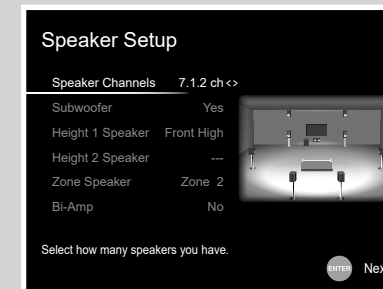 Speaker Setup
Speaker Channels 7.1.2 ch <>
Subwoofer Yes
Height 1 Speaker Front High
Height 2 Speaker ---
Zone Speaker Zone 2
Bi-Amp No
Select how many speakers you have.
ENTER